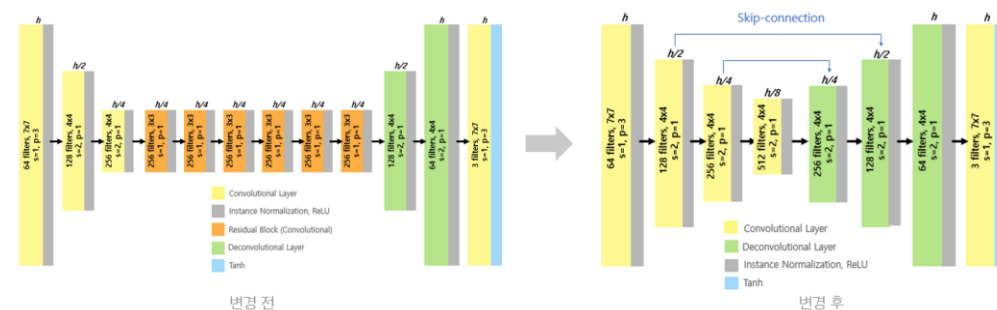 h
h/2
h/4
h/4
h/4
h/4
h/4
h/4
h/4
h/2
h
h
64 filters, 7x7
s=1, p=3
128 filters, 4x4
s=2, p=1
256 filters, 4x4
s=2, p=1
256 filters, 3x3
s=1, p=1
256 filters, 3x3
s=1, p=1
256 filters, 3x3
s=1, p=1
256 filters, 3x3
s=1, p=1
256 filters, 3x3
s=1, p=1
256 filters, 3x3
s=1, p=1
128 filters, 4x4
s=2, p=1
64 filters, 4x4
s=2, p=1
3 filters, 7x7
s=1, p=3
Convolutional Layer
Instance Normalization, ReLU
Residual Block (Convolutional)
Deconvolutional Layer
Tanh
변경 전
Skip-connection
h
h/2
h/4
h/8
h/4
h/2
h
h
64 filters, 7x7
s=1, p=3
128 filters, 4x4
s=2, p=1
256 filters, 4x4
s=2, p=1
512 filters, 4x4
s=2, p=1
256 filters, 4x4
s=2, p=1
128 filters, 4x4
s=2, p=1
64 filters, 4x4
s=2, p=1
3 filters, 7x7
s=1, p=3
Convolutional Layer
Deconvolutional Layer
Instance Normalization, ReLU
Tanh
변경 후